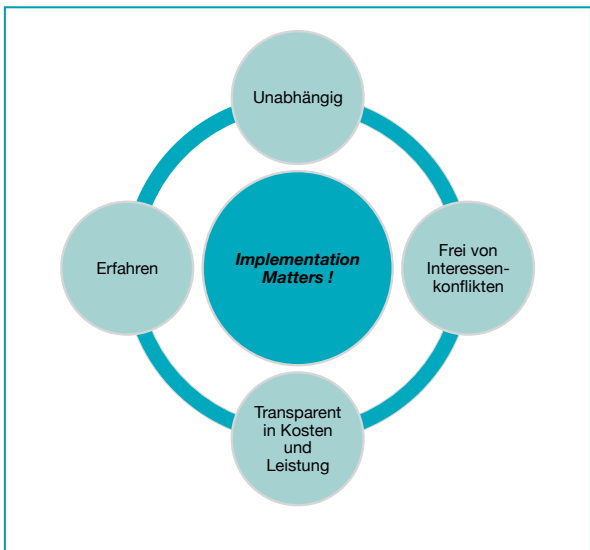 Unabhängig
Erfahren
Implementation
Matters !
Frei von
Interessen-
konflikten
Transparent
in Kosten
und
Leistung